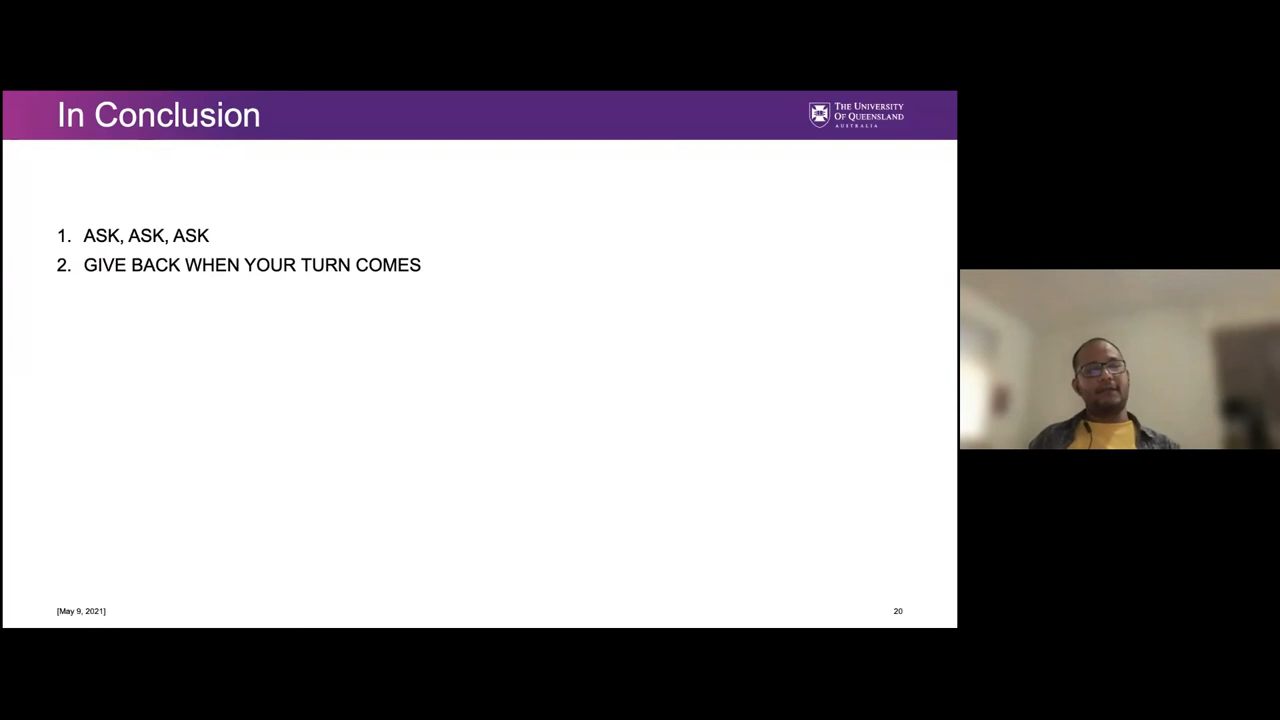 In Conclusion
THE UNIVERSITY
OF QUEENSLAND
AUSTRALIA
1. ASK, ASK, ASK
2. GIVE BACK WHEN YOUR TURN COMES
[May 9, 2021]
20